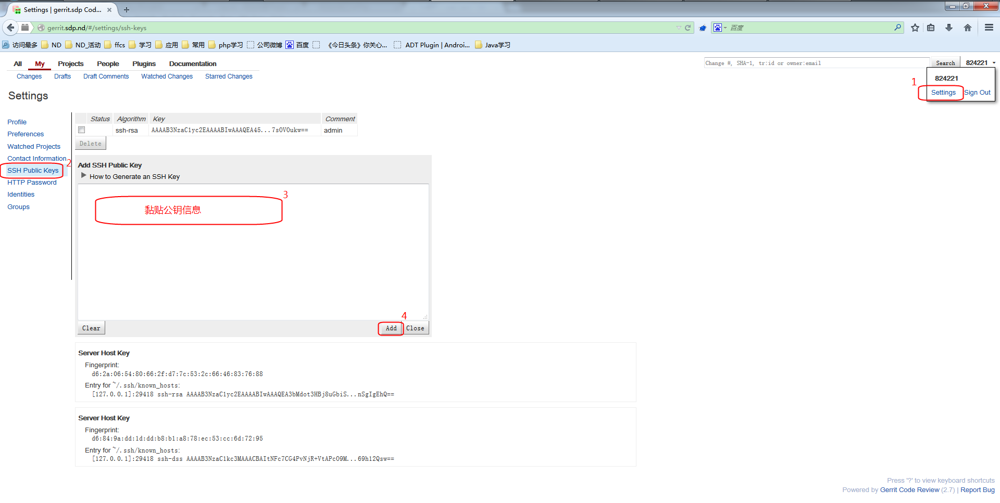 Settings | gerrit.sdp Cod...
gerrit.sdp.nd/#/settings/ssh-keys
百度
访问最多 ND ND_活动 ffcs 学习 应用 常用 php学习 公司微博 百度 《今日头条》你关心... ADT Plugin | Androi... Java学习
All My Projects People Plugins Documentation
Change #, SHA-1, tr:id or owner:email Search 824221
Changes Drafts Draft Comments Watched Changes Starred Changes
824221
1
Settings Sign Out
Settings
Profile
Preferences
Watched Projects
Contact Information
2
SSH Public Keys
HTTP Password
Identities
Groups
Status Algorithm Key Comment
ssh-rsa AAAAB3NzaC1yc2EAAAABIwAAAQEA45...7sOVOukw== admin
Delete
Add SSH Public Key
How to Generate an SSH Key
3
黏贴公钥信息
4
Clear Add Close
Server Host Key
Fingerprint:
d6:2a:06:54:80:66:2f:d7:7c:53:2c:66:46:83:76:88
Entry for ~/.ssh/known_hosts:
[127.0.0.1]:29418 ssh-rsa AAAAB3NzaC1yc2EAAAABIwAAAQEA3bMdot3HBj8uGbiS...nSgIgEhQ==
Server Host Key
Fingerprint:
d6:84:9a:dd:1d:dd:b8:b1:a8:78:ec:53:cc:6d:72:95
Entry for ~/.ssh/known_hosts:
[127.0.0.1]:29418 ssh-dss AAAAB3NzaC1kc3MAAACBAItNFc7CG4PvNjR+VtAPcO9M...69h12Qsw==
Press '?' to view keyboard shortcuts
Powered by Gerrit Code Review (2.7) | Report Bug